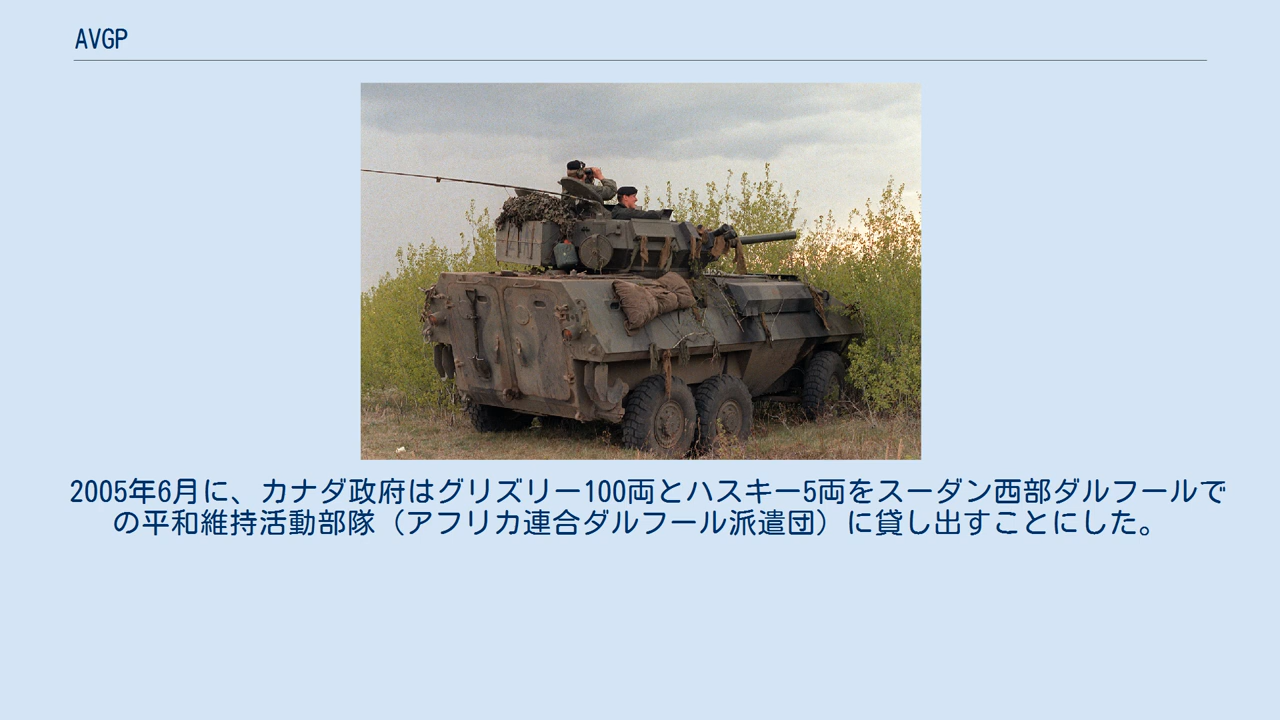 AVGP
2005年6月に、カナダ政府はグリズリー100両とハスキー5両をスーダン西部ダルフールで
の平和維持活動部隊（アフリカ連合ダルフール派遣団）に貸し出すことにした。